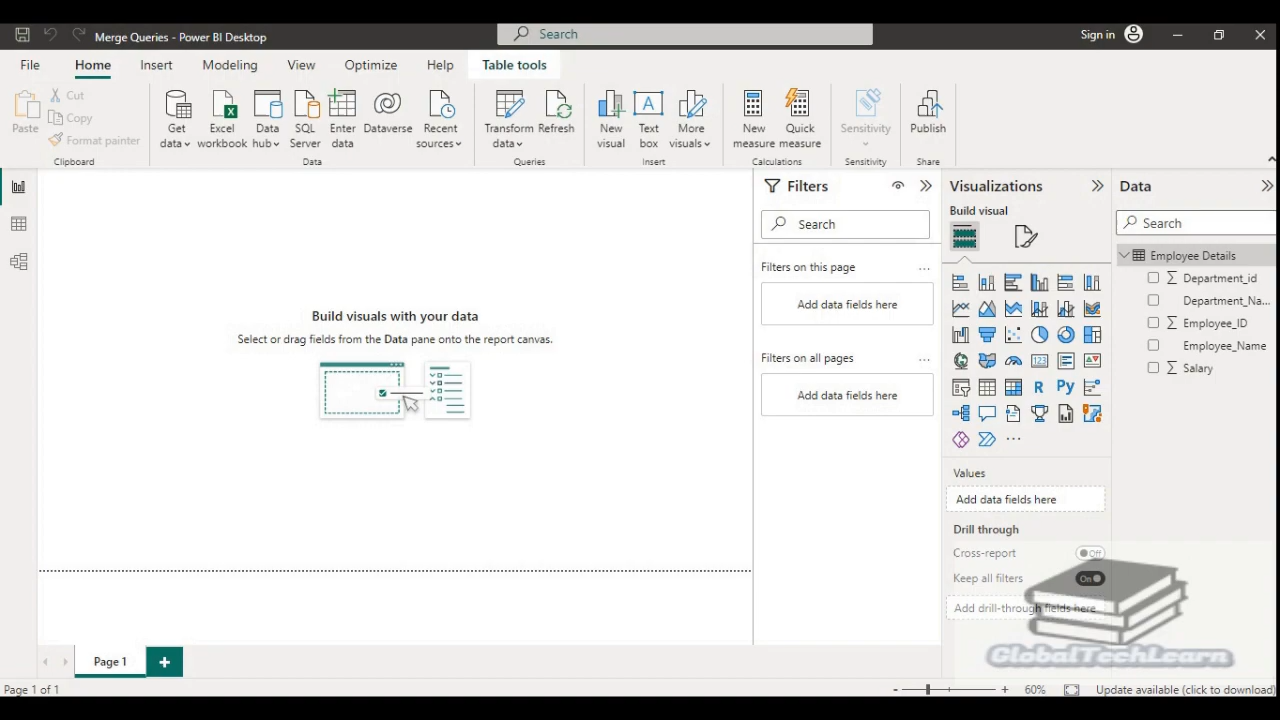 Merge Queries - Power BI Desktop
Search
Sign in
File
Home
Insert
Modeling
View
Optimize
Help
Table tools
Paste
Cut
Copy
Format painter
Clipboard
Get
data
Excel
workbook
Data
hub
SQL
Server
Enter
data
Dataverse
Recent
sources
Data
Transform
data
Refresh
Queries
New
visual
Text
box
More
visuals
Insert
New
measure
Quick
measure
Calculations
Sensitivity
Sensitivity
Publish
Share
Build visuals with your data
Select or drag fields from the Data pane onto the report canvas.
Filters
Search
Filters on this page
...
Add data fields here
Filters on all pages
...
Add data fields here
Visualizations
Build visual
R
Py
...
Values
Add data fields here
Drill through
Cross-report
Off
Keep all filters
On
Add drill-through fields here
Data
Search
Employee Details
Department_id
Department_Na...
Employee_ID
Employee_Name
Salary
GlobalTechLearn
Page 1
Page 1 of 1
60%
Update available (click to download)